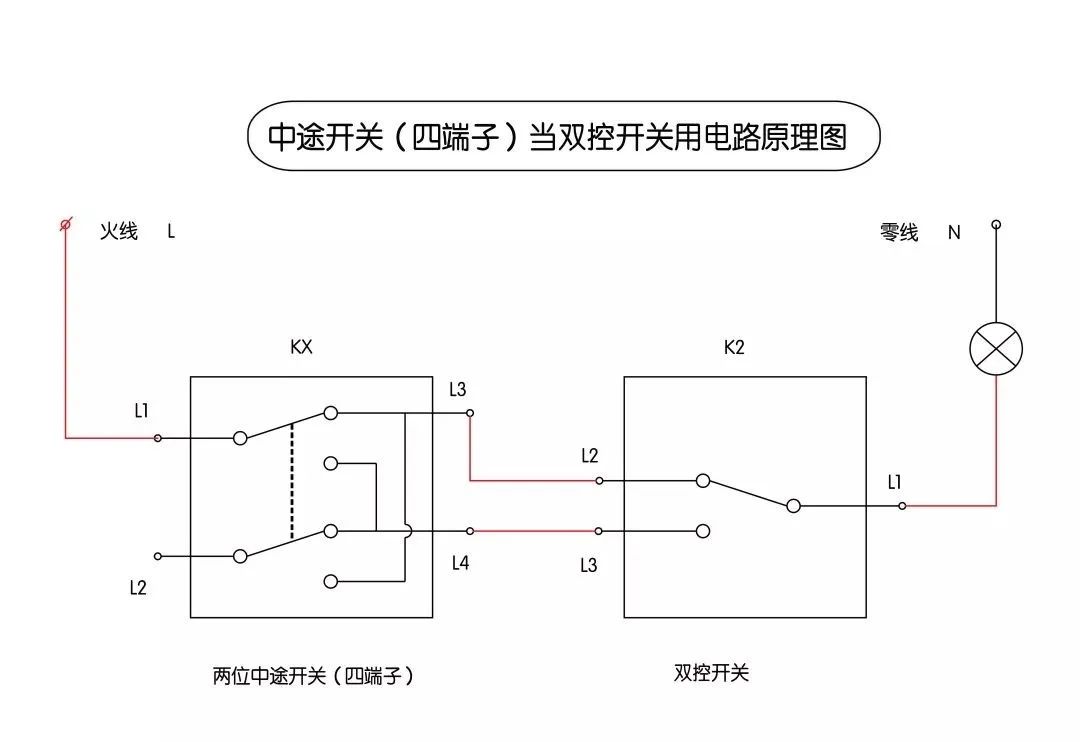 中途开关(四端子)当双控开关用电路原理图
火线 L
零线 N
KX
K2
L1
L3
L2
L1
L2
L4
L3
两位中途开关(四端子)
双控开关